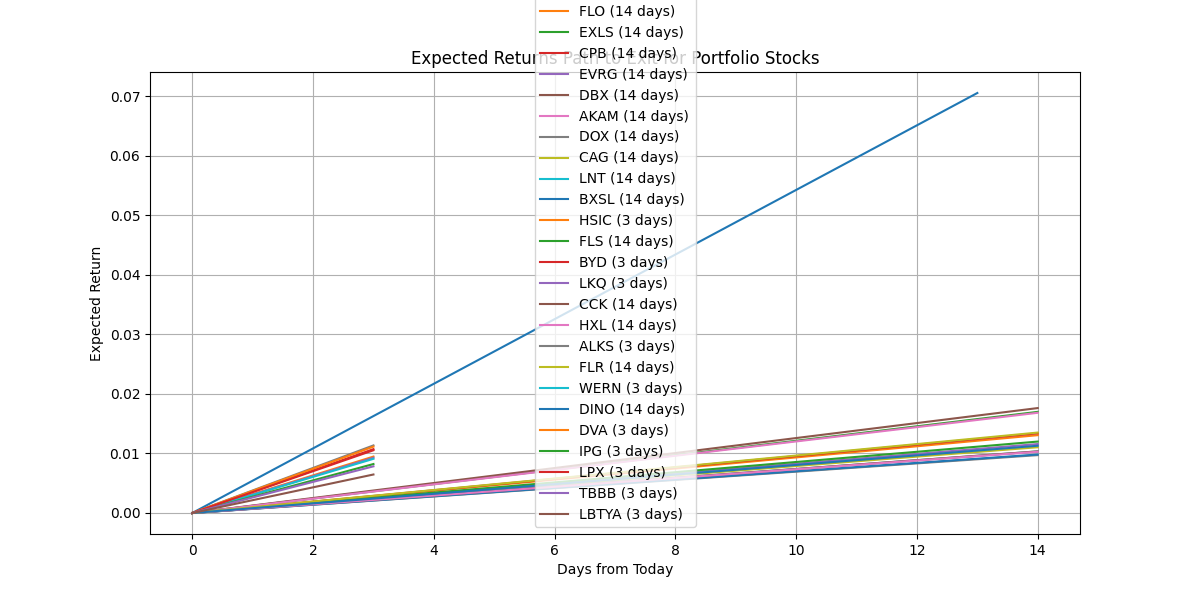 FLO (14 days)
EXLS (14 days)
CPB (14 days)
Expected Returns Path to Exit for Portfolio Stocks
EVRG (14 days)
DBX (14 days)
AKAM (14 days)
DOX (14 days)
CAG (14 days)
LNT (14 days)
BXSL (14 days)
HSIC (3 days)
FLS (14 days)
BYD (3 days)
LKQ (3 days)
CCK (14 days)
HXL (14 days)
ALKS (3 days)
FLR (14 days)
WERN (3 days)
DINO (14 days)
DVA (3 days)
IPG (3 days)
LPX (3 days)
TBBB (3 days)
LBTYA (3 days)
0.07
0.06
0.05
0.04
0.03
0.02
0.01
0.00
Expected Return
0 2 4 6 8 10 12 14
Days from Today